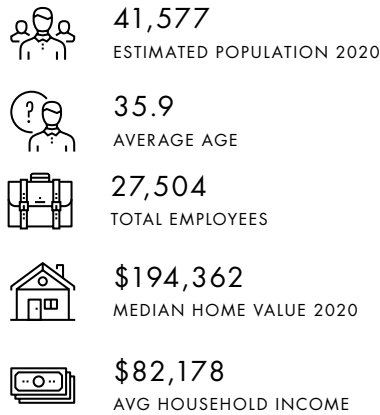 41,577
ESTIMATED POPULATION 2020
?
35.9
AVERAGE AGE
27,504
TOTAL EMPLOYEES
$194,362
MEDIAN HOME VALUE 2020
$82,178
AVG HOUSEHOLD INCOME